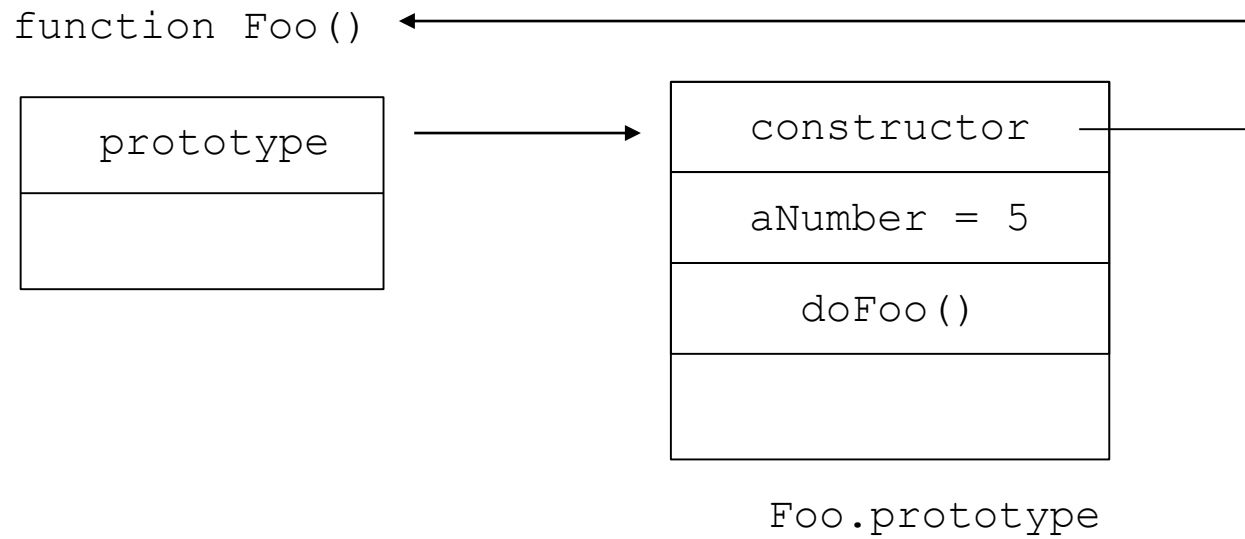 function Foo()
prototype
constructor
aNumber = 5
doFoo()
Foo.prototype